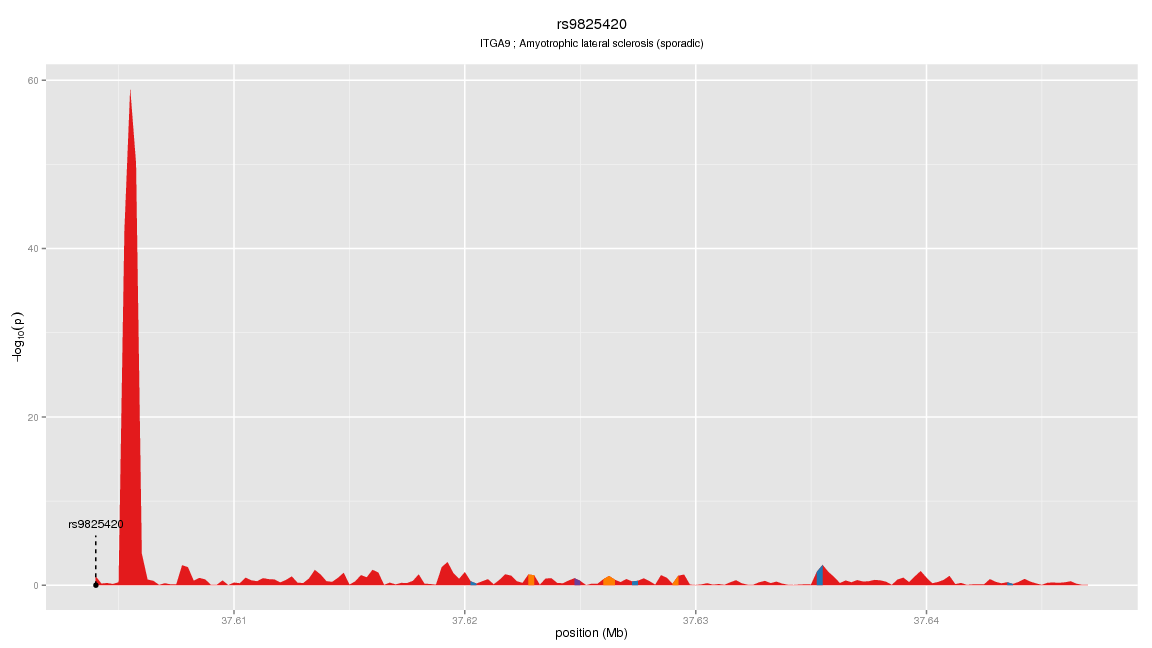 rs9825420
ITGA9 ; Amyotrophic lateral sclerosis (sporadic)
60
40
20
0
−log10(p)
rs9825420
37.61
37.62
37.63
37.64
position (Mb)